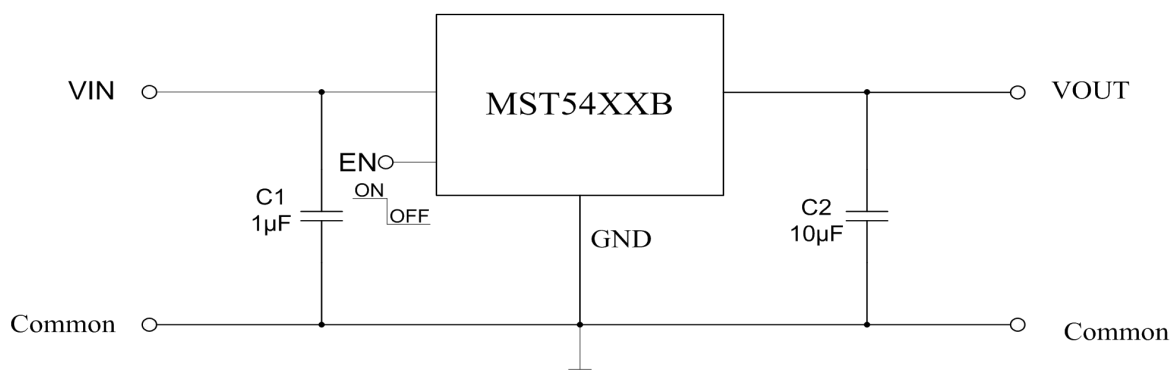 MST54XXB
VIN
VOUT
EN
ON
OFF
C1
1µF
GND
C2
10µF
Common
Common